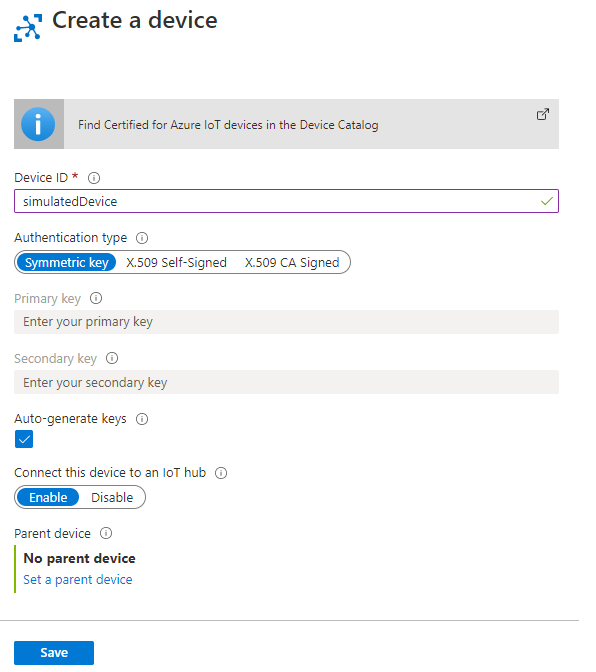 Create a device
Find Certified for Azure IoT devices in the Device Catalog
Device ID *
simulatedDevice
Authentication type
Symmetric key X.509 Self-Signed X.509 CA Signed
Primary key
Enter your primary key
Secondary key
Enter your secondary key
Auto-generate keys
Connect this device to an IoT hub
Enable Disable
Parent device
No parent device
Set a parent device
Save